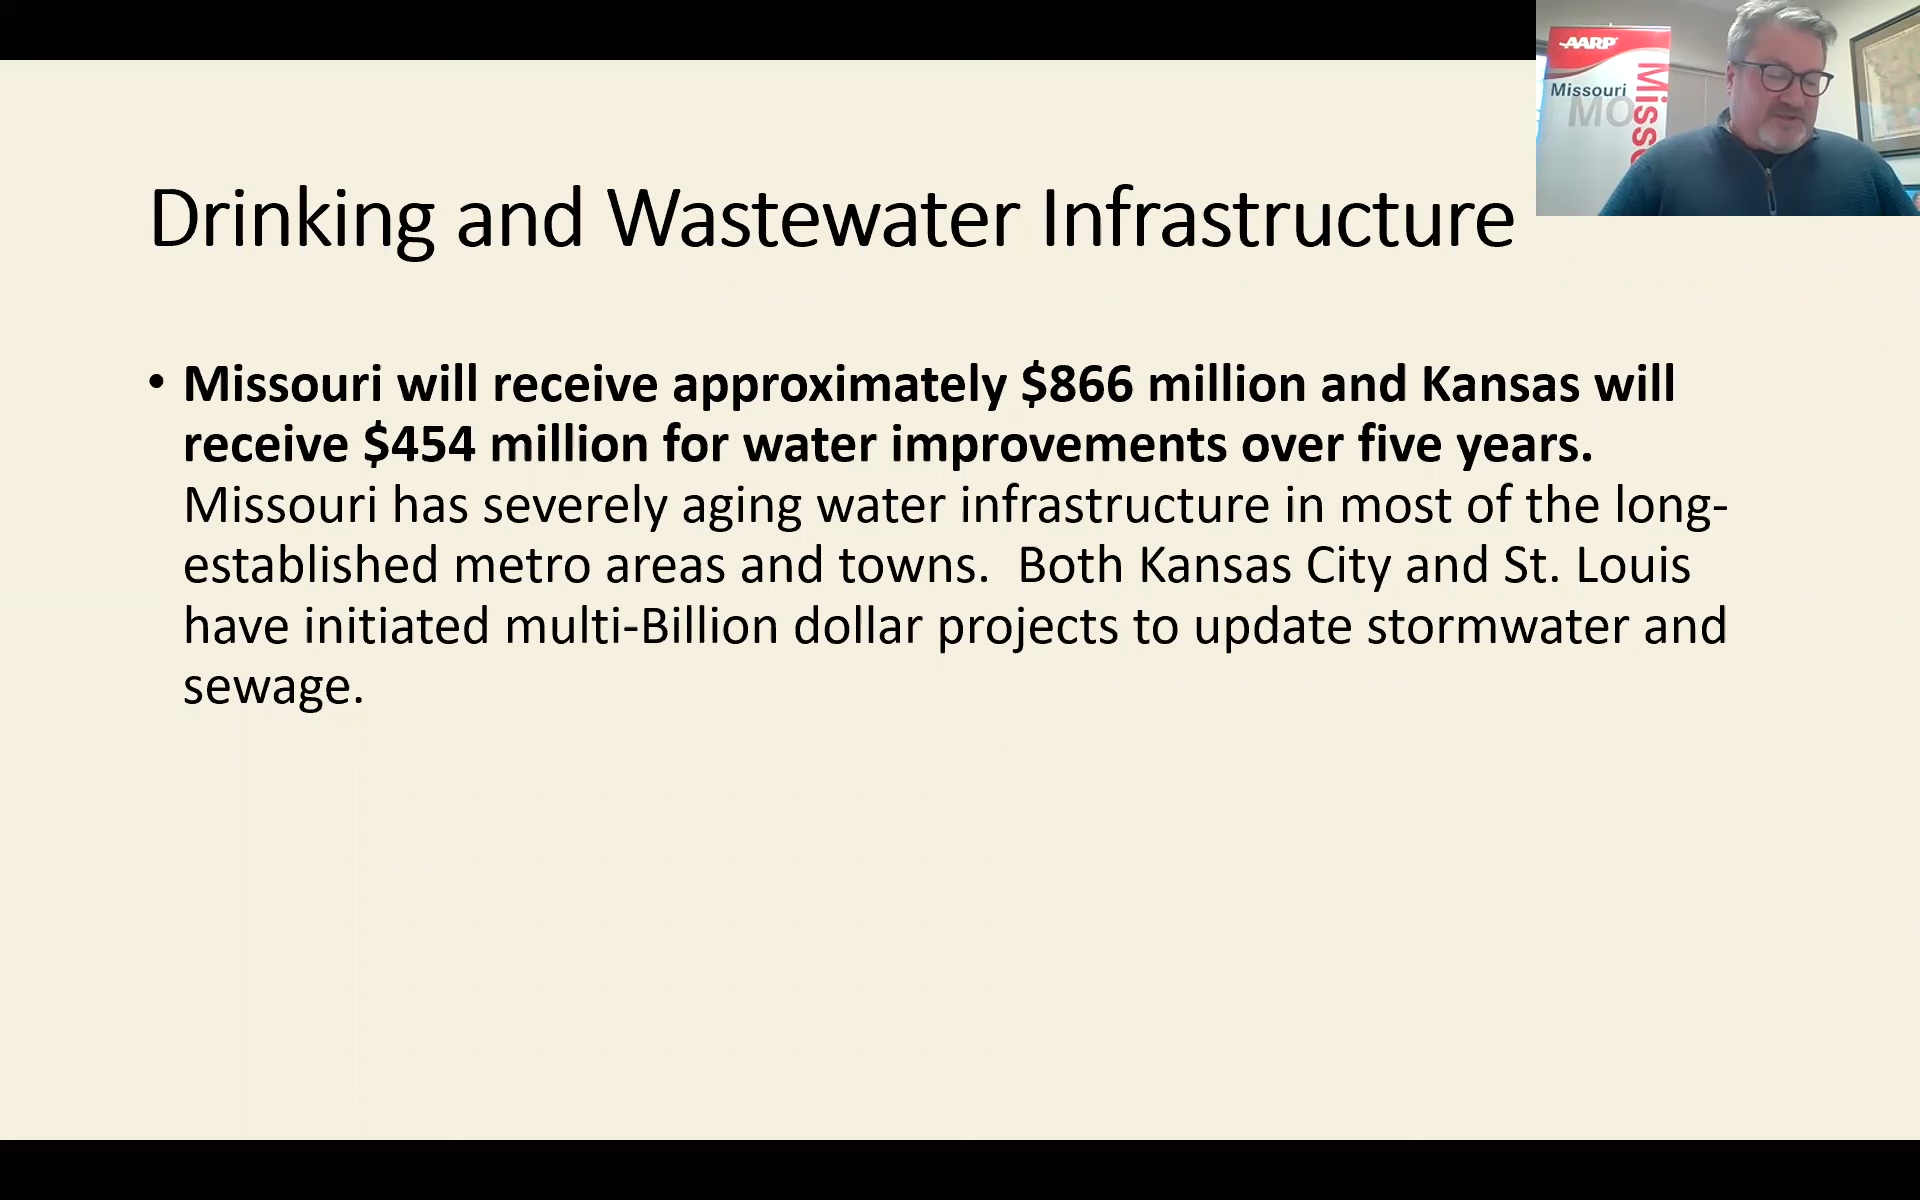 AARP
Missouri
MO
Drinking and Wastewater Infrastructure
• Missouri will receive approximately $866 million and Kansas will
receive $454 million for water improvements over five years.
Missouri has severely aging water infrastructure in most of the long-
established metro areas and towns.  Both Kansas City and St. Louis
have initiated multi-Billion dollar projects to update stormwater and
sewage.